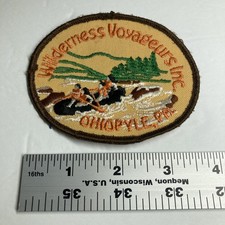 Wilderness Voyageurs Inc.
OHIOPYLE, PA.
1 2 3 4
16ths
Mequon, Wisconsin, U.S.A.
35 34 33 32